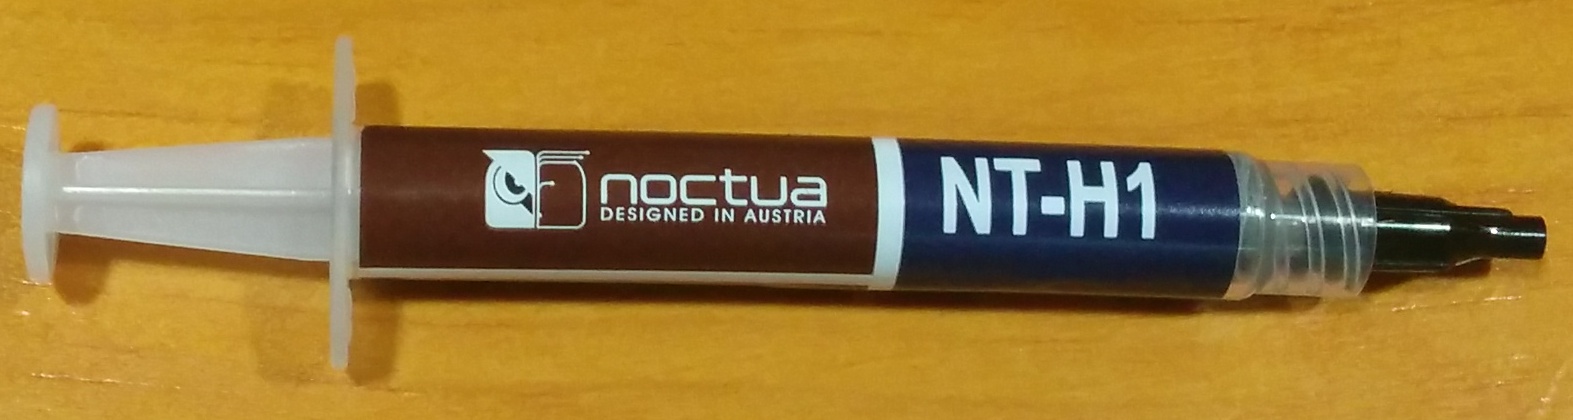 noctua
DESIGNED IN AUSTRIA
NT-H1